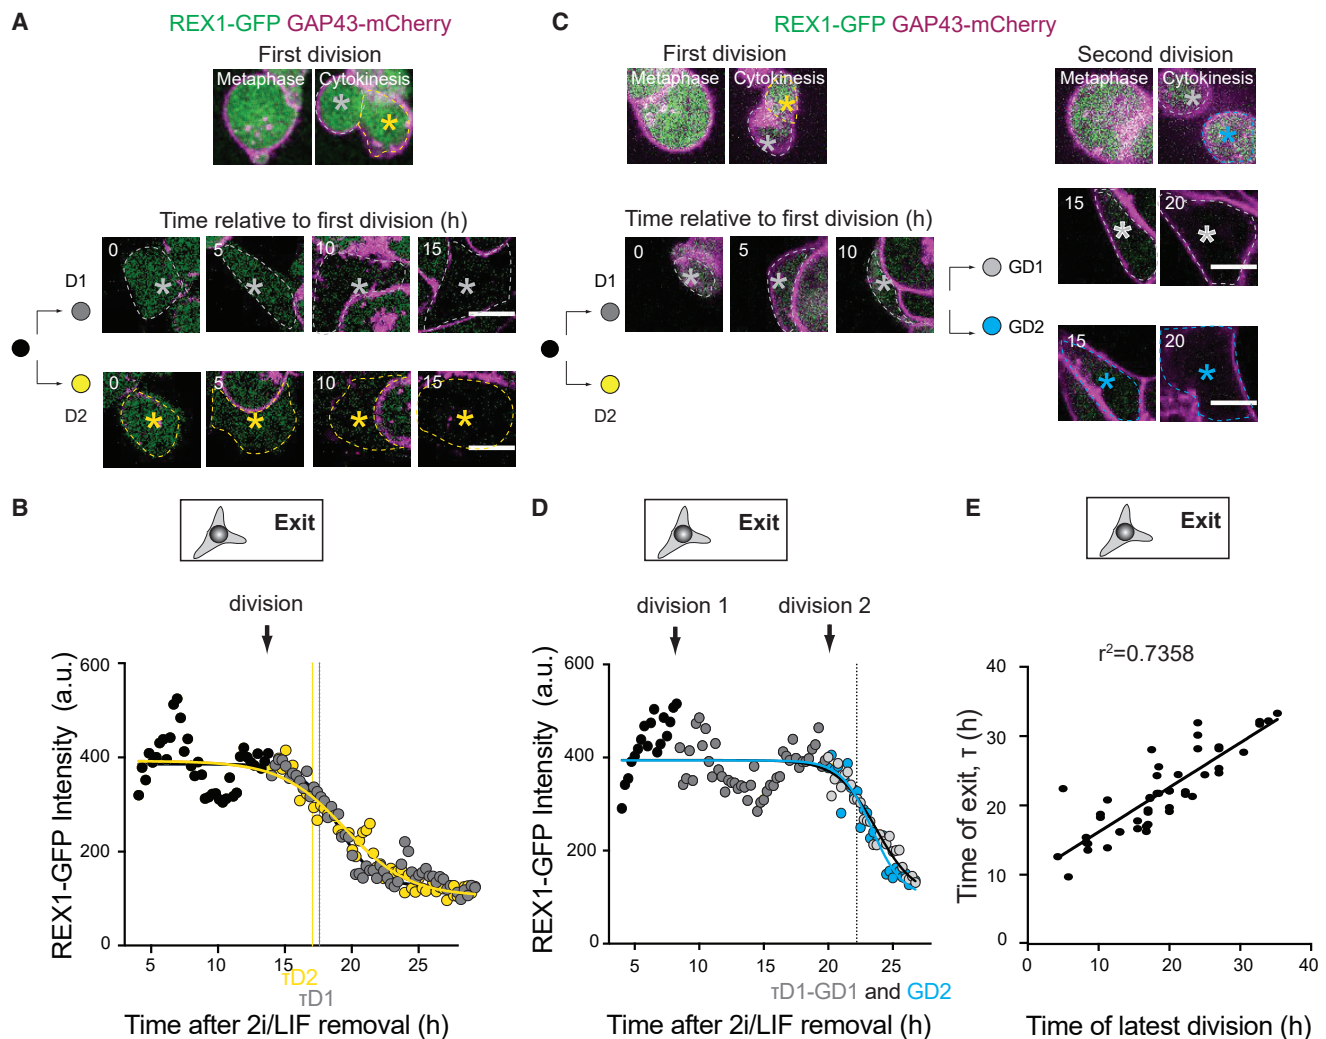 A
REX1-GFP GAP43-mCherry
First division
Metaphase
Cytokinesis
Time relative to first division (h)
D1
0
5
10
15
D2
0
5
10
15
C
REX1-GFP GAP43-mCherry
First division
Metaphase
Cytokinesis
Second division
Metaphase
Cytokinesis
Time relative to first division (h)
D1
0
5
10
D2
GD1
15
20
GD2
15
20
B
Exit
division
REX1-GFP Intensity (a.u.)
600
400
200
0
5
10
15
20
25
τD2
τD1
Time after 2i/LIF removal (h)
D
Exit
division 1
division 2
REX1-GFP Intensity (a.u.)
600
400
200
0
5
10
15
20
25
τD1-GD1 and GD2
Time after 2i/LIF removal (h)
E
Exit
r²=0.7358
Time of exit, τ (h)
40
30
20
10
0
0
10
20
30
40
Time of latest division (h)